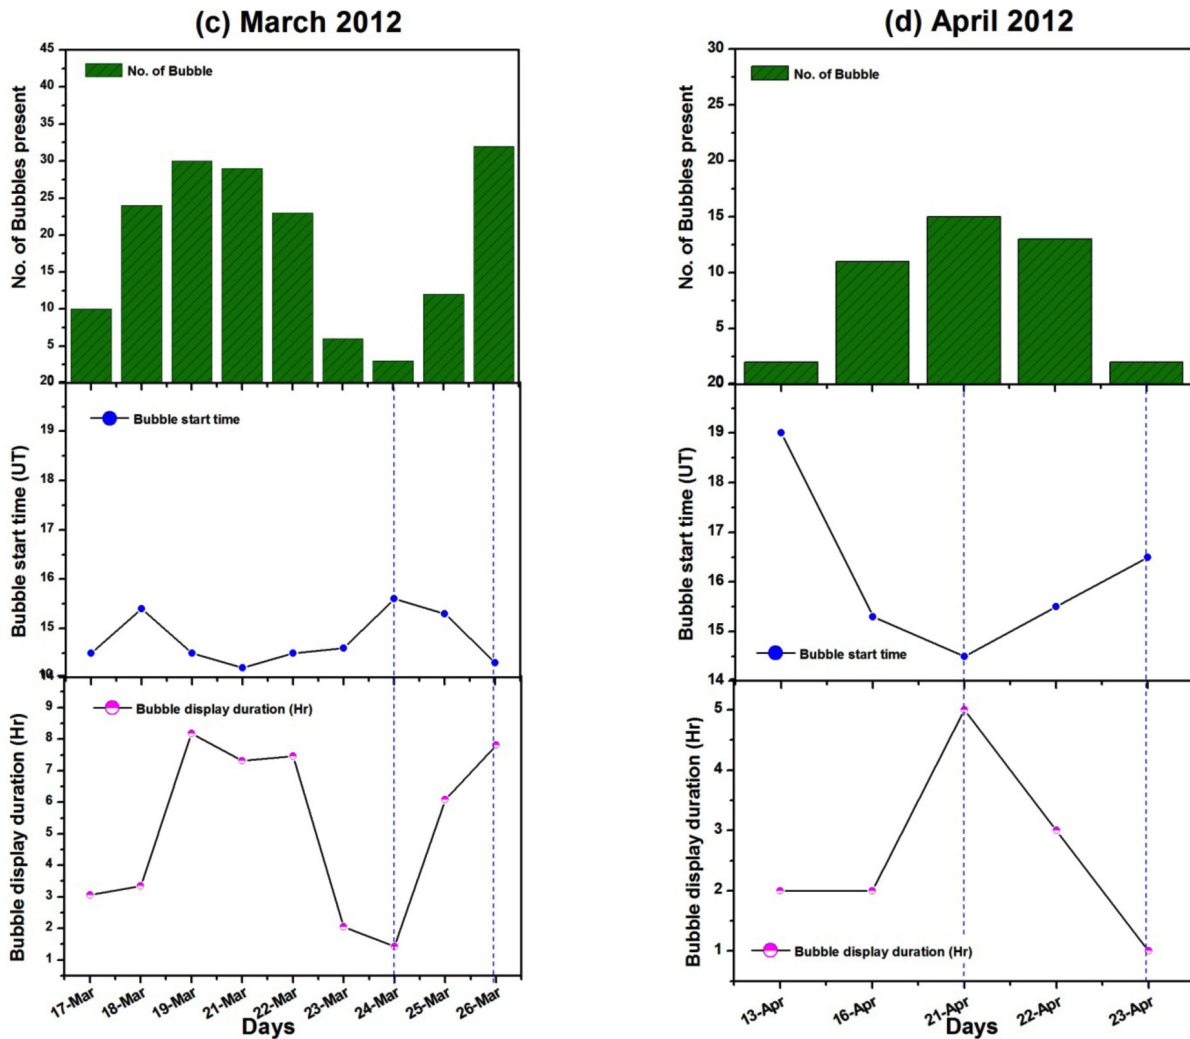 (c) March 2012
No. of Bubbles present
45
40
35
30
25
20
15
10
5
20
No. of Bubble
Bubble start time (UT)
19
18
17
16
15
14
Bubble start time
Bubble display duration (Hr)
10
9
8
7
6
5
4
3
2
1
Bubble display duration (Hr)
17-Mar
18-Mar
19-Mar
21-Mar
22-Mar
23-Mar
24-Mar
25-Mar
26-Mar
Days
(d) April 2012
No. of Bubbles present
30
25
20
15
10
5
20
No. of Bubble
Bubble start time (UT)
19
18
17
16
15
14
Bubble start time
Bubble display duration (Hr)
5
4
3
2
1
Bubble display duration (Hr)
13-Apr
16-Apr
21-Apr
22-Apr
23-Apr
Days